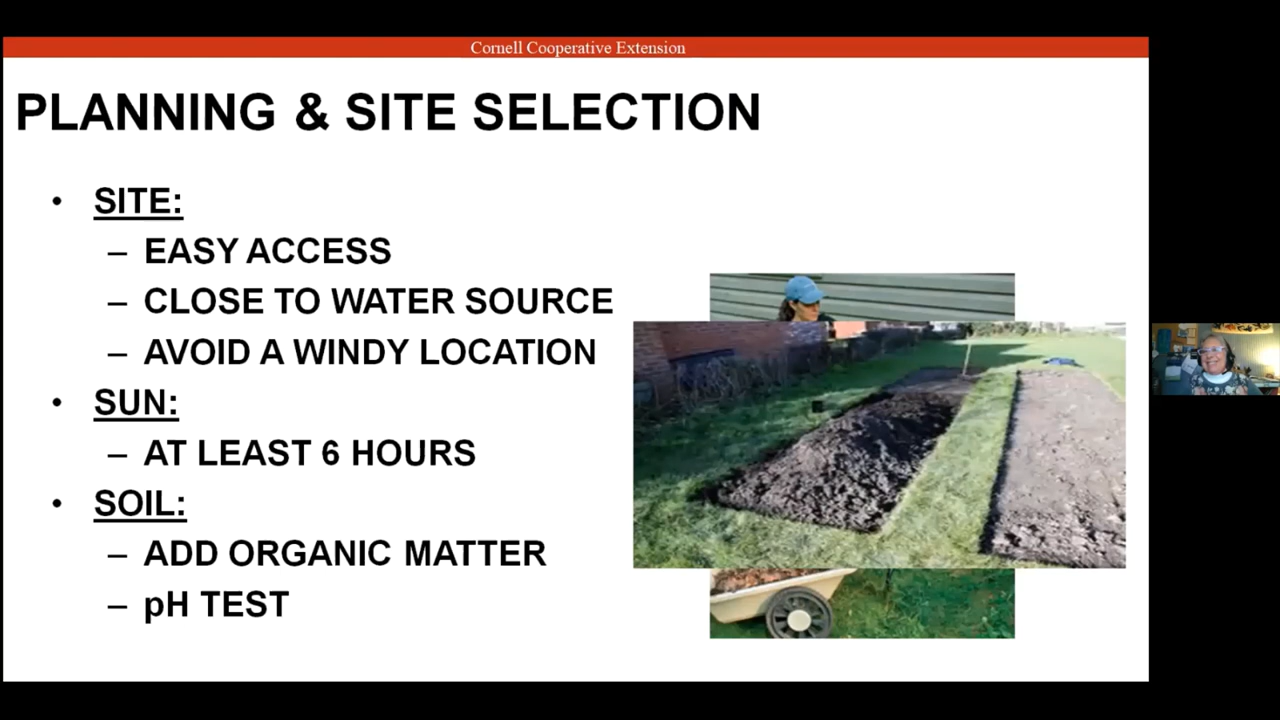 Cornell Cooperative Extension
PLANNING & SITE SELECTION
• SITE:
– EASY ACCESS
– CLOSE TO WATER SOURCE
– AVOID A WINDY LOCATION
• SUN:
– AT LEAST 6 HOURS
• SOIL:
– ADD ORGANIC MATTER
– pH TEST